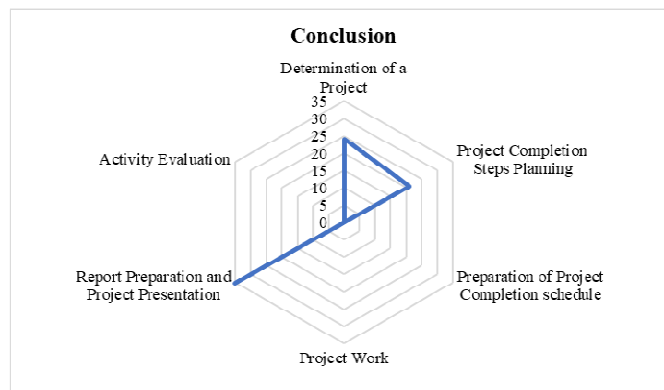 Conclusion
Determination of a
Project
35
30
25
20
15
10
5
0
Project Completion
Steps Planning
Preparation of Project
Completion schedule
Project Work
Report Preparation and
Project Presentation
Activity Evaluation